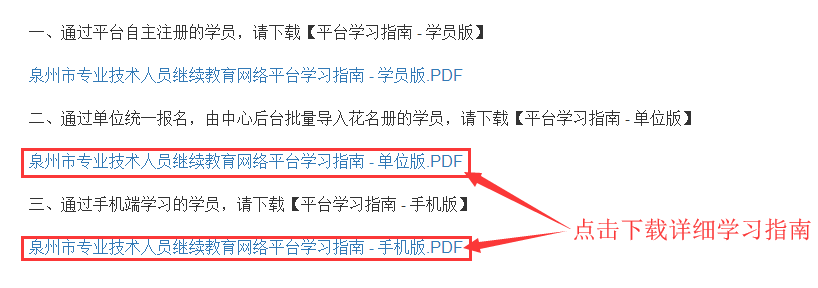 一、通过平台自主注册的学员，请下载【平台学习指南 - 学员版】
泉州市专业技术人员继续教育网络平台学习指南 - 学员版.PDF
二、通过单位统一报名，由中心后台批量导入花名册的学员，请下载【平台学习指南 - 单位版】
泉州市专业技术人员继续教育网络平台学习指南 - 单位版.PDF
三、通过手机端学习的学员，请下载【平台学习指南 - 手机版】
点击下载详细学习指南
泉州市专业技术人员继续教育网络平台学习指南 - 手机版.PDF